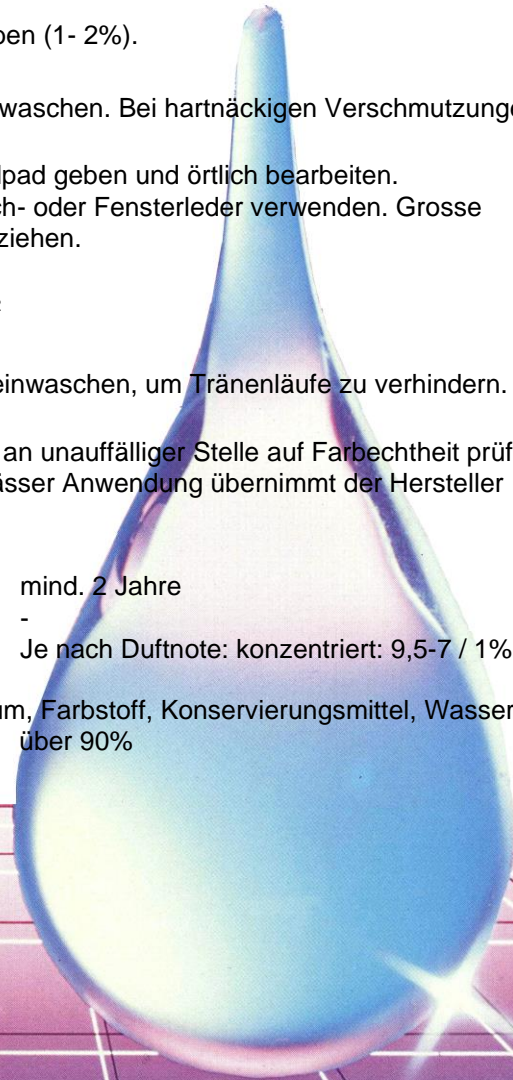 ben (1- 2%).
waschen. Bei hartnäckigen Verschmutzunge
lpad geben und örtlich bearbeiten.
ch- oder Fensterleder verwenden. Grosse
ziehen.
einwaschen, um Tränenläufe zu verhindern.
an unauffälliger Stelle auf Farbechtheit prüf
ässer Anwendung übernimmt der Hersteller
mind. 2 Jahre
-
Je nach Duftnote: konzentriert: 9,5-7 / 1%
um, Farbstoff, Konservierungsmittel, Wasser
über 90%